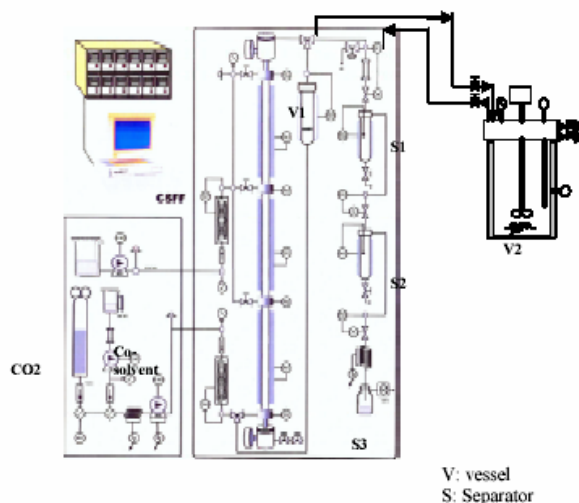 V1
S1
CSFF
V2
S2
Co-
solvent
CO2
S3
V: vessel
S: Separator